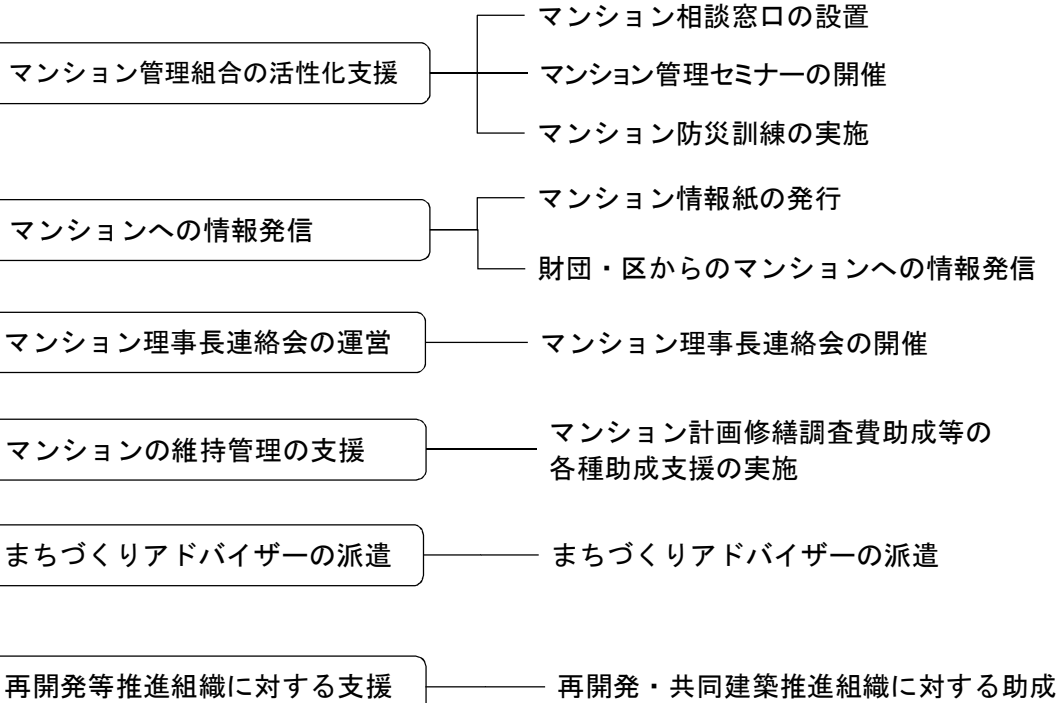 マンション相談窓口の設置
マンション管理組合の活性化支援
マンション管理セミナーの開催
マンション防災訓練の実施
マンション情報紙の発行
マンションへの情報発信
財団・区からのマンションへの情報発信
マンション理事長連絡会の運営
マンション理事長連絡会の開催
マンションの維持管理の支援
マンション計画修繕調査費助成等の
各種助成支援の実施
まちづくりアドバイザーの派遣
まちづくりアドバイザーの派遣
再開発等推進組織に対する支援
再開発・共同建築推進組織に対する助成